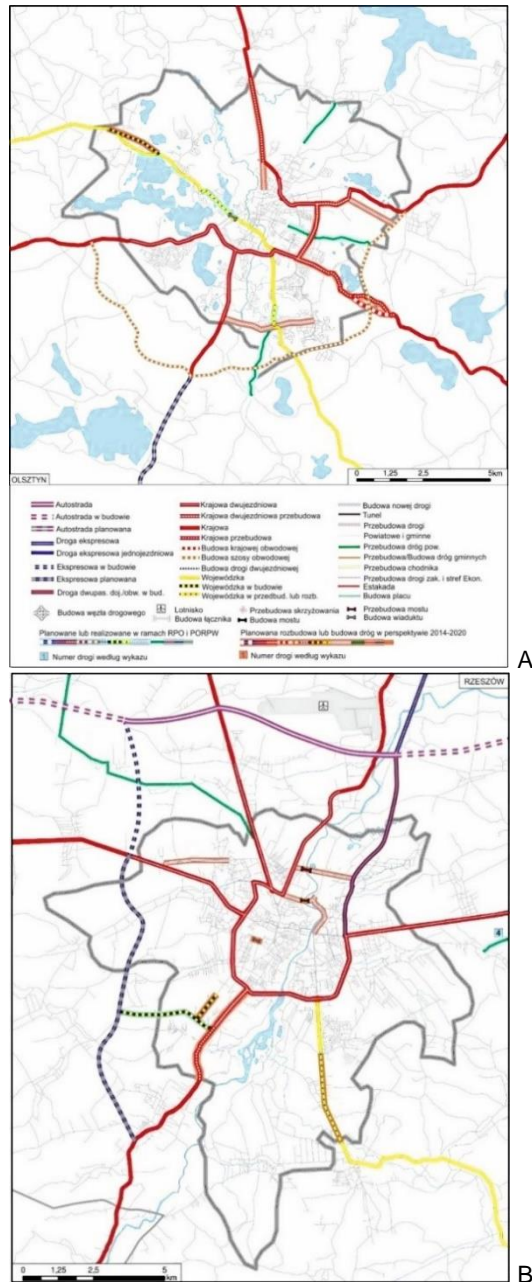 OLSZTYN
0 1,25 2,5 5km
Autostrada
Autostrada w budowie
Autostrada planowana
Droga ekspresowa
Droga ekspresowa jednojezdniowa
Ekspresowa w budowie
Ekspresowa planowana
Droga dwupas. doj./obw. w bud.
Krajowa dwujezdniowa
Krajowa dwujezdniowa przebudowa
Krajowa
Krajowa przebudowa
Budowa krajowej obwodowej
Budowa szosy obwodowej
Budowa drogi dwujezdniowej
Wojewódzka
Wojewódzka w budowie
Wojewódzka w przedbud. lub rozb.
Budowa nowej drogi
Tunel
Przebudowa drogi
Powiatowe i gminne
Przebudowa dróg pow.
Przebudowa/Budowa dróg gminnych
Przebudowa chodnika
Przebudowa drogi zak. i stref Ekon.
Estakada
Budowa placu
Budowa węzła drogowego
Lotnisko
Budowa łącznika
Przebudowa skrzyżowania
Budowa mostu
Przebudowa mostu
Budowa wiaduktu
Planowane lub realizowane w ramach RPO i PORPW
Planowana rozbudowa lub budowa dróg w perspektywie 2014-2020
Numer drogi według wykazu
Numer drogi według wykazu
A
RZESZÓW
4
0 1,25 2,5 5
km
B